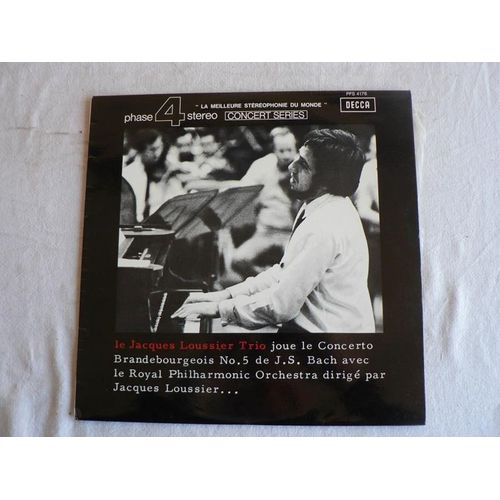 " LA MEILLEURE STÉRÉOPHONIE DU MONDE "
PFS 4176
phase 4 stereo CONCERT SERIES
DECCA
le Jacques Loussier Trio joue le Concerto
Brandebourgeois No.5 de J.S. Bach avec
le Royal Philharmonic Orchestra dirigé par
Jacques Loussier...